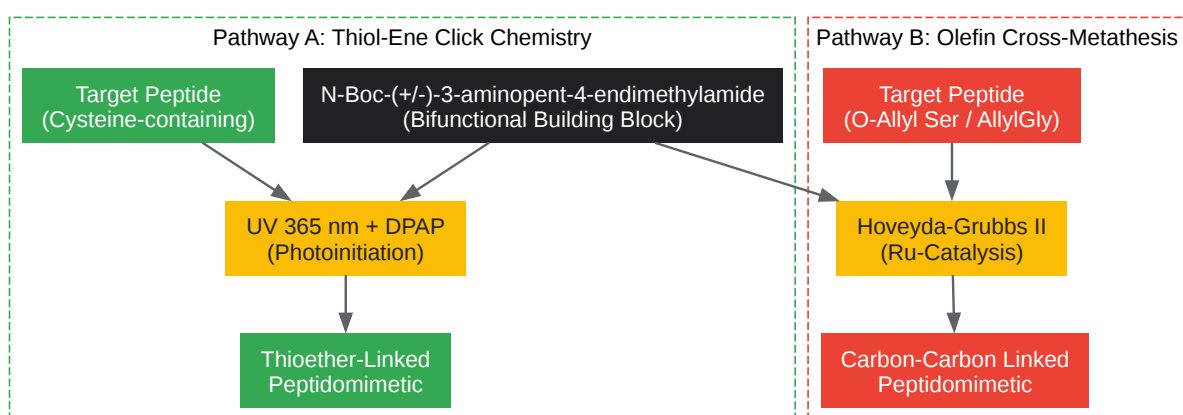 Pathway A: Thiol-Ene Click Chemistry
Pathway B: Olefin Cross-Metathesis
Target Peptide
(Cysteine-containing)
N-Boc-(+/-)-3-aminopent-4-endimethylamide
(Bifunctional Building Block)
Target Peptide
(O-Allyl Ser / AllylGly)
UV 365 nm + DPAP
(Photoinitiation)
Hoveyda-Grubbs II
(Ru-Catalysis)
Thioether-Linked
Peptidomimetic
Carbon-Carbon Linked
Peptidomimetic